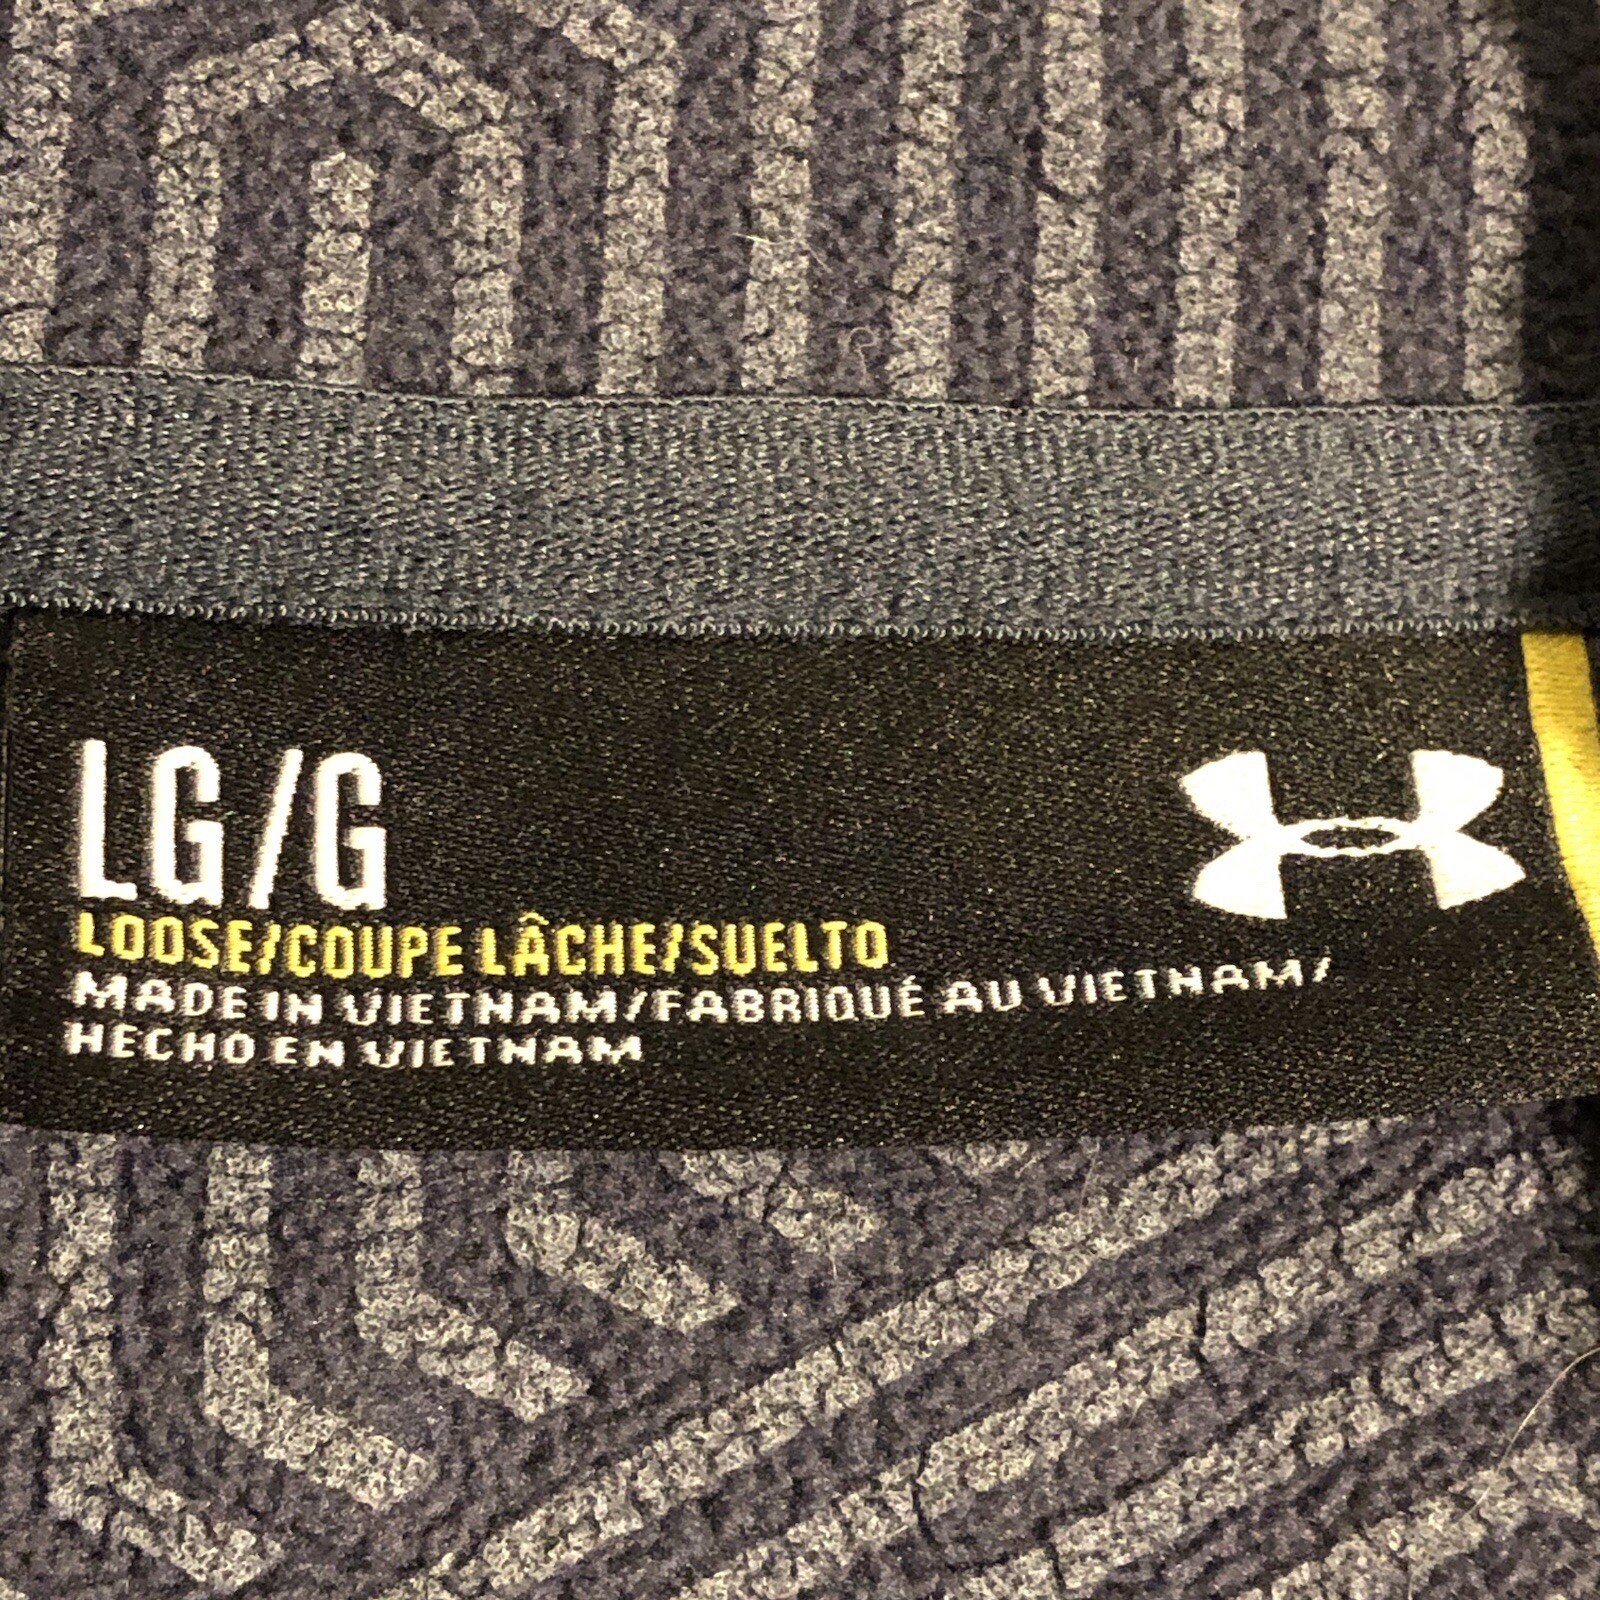 LG/G
LOOSE/COUPE LÂCHE/SUELTO
MADE IN VIETNAM/FABRIQUÉ AU VIETNAM/
HECHO EN VIETNAM